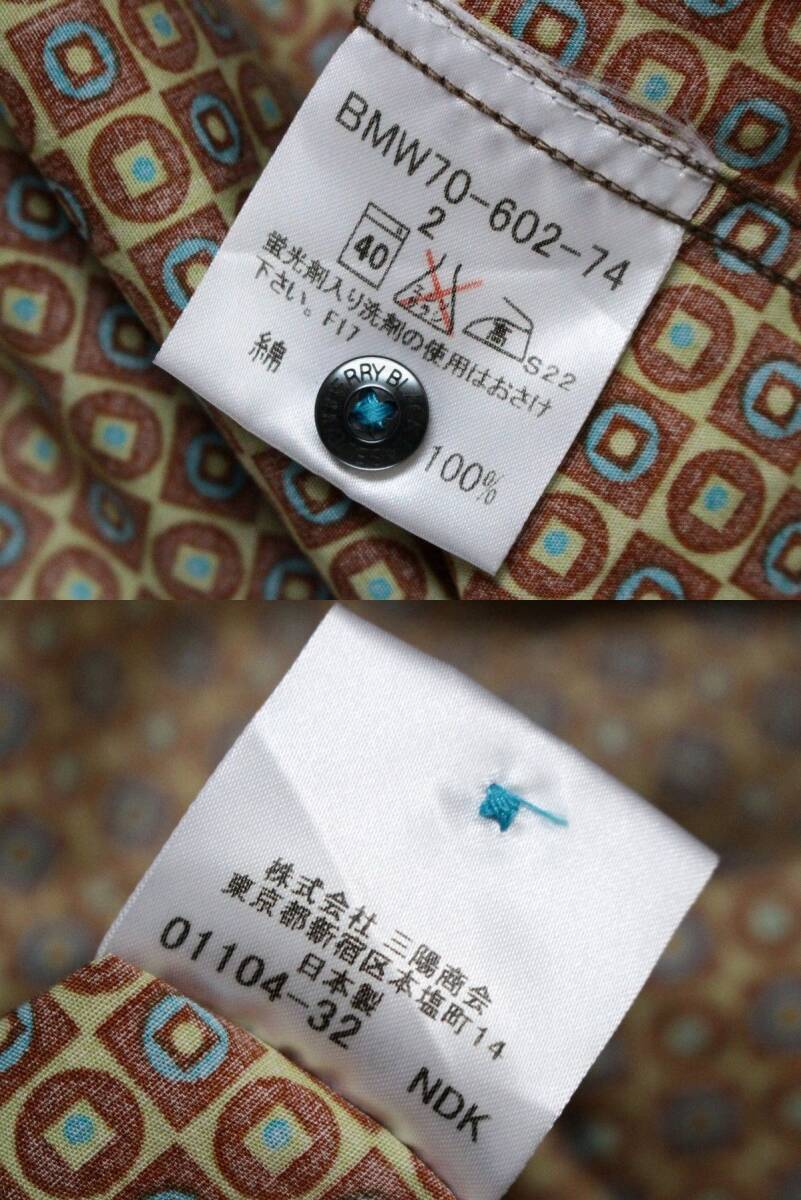 BMW70-602-74
2
40
高
蛍光剤入り洗剤の使用はおさけ
下さい。F17
S22
綿
100%
RRY BL
株式会社 三陽商会
東京都新宿区本塩町14
日本製
01104-32
NDK